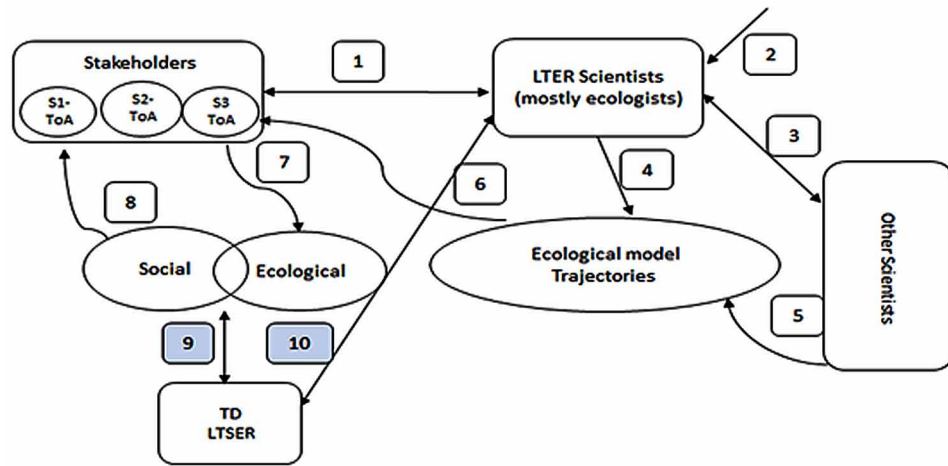 Stakeholders
S1-
ToA
S2-
ToA
S3
ToA
1
LTER Scientists
(mostly ecologists)
2
3
4
5
6
7
8
Social
Ecological
Ecological model
Trajectories
Other Scientists
9
10
TD
LTSER